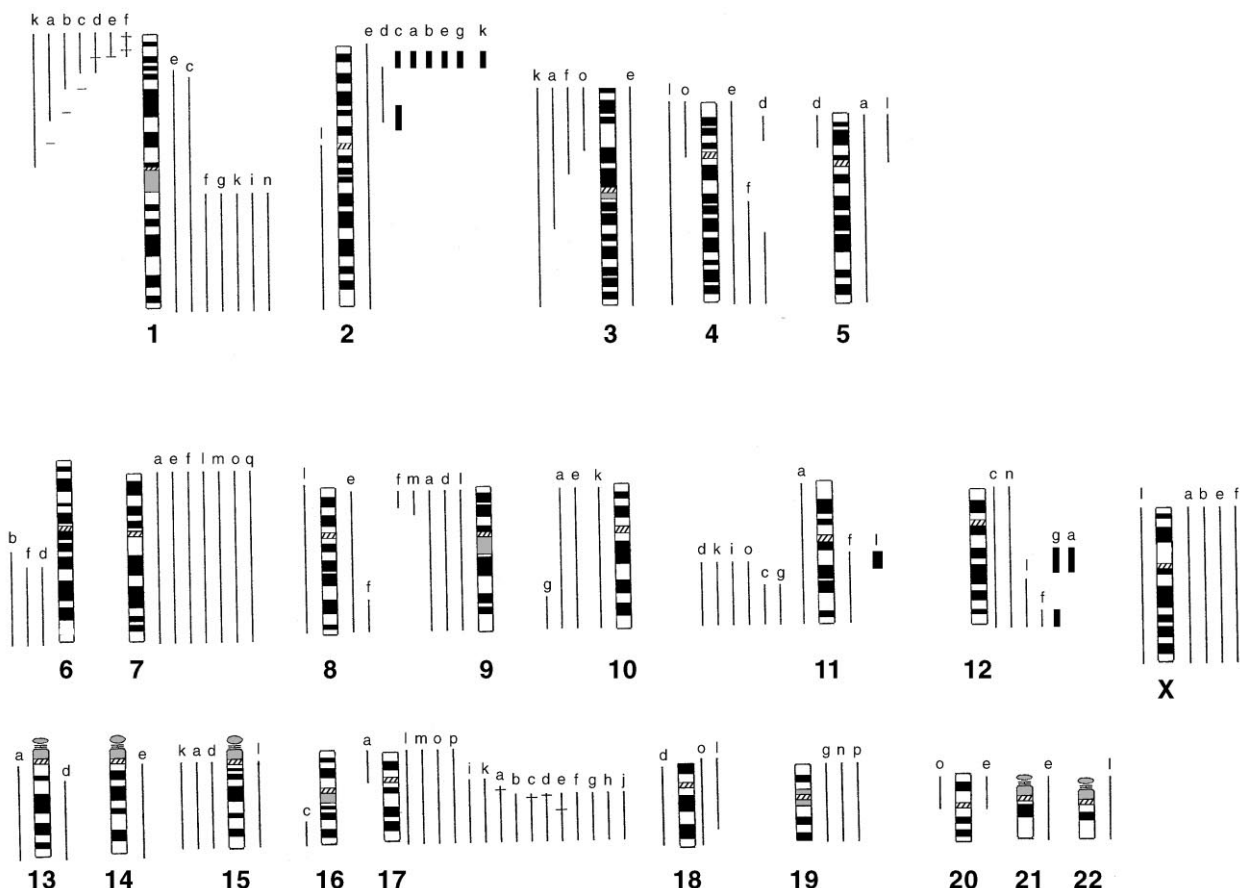 k a b c d e f
e c
f g k i n
1
l
e d c a b e g k
2
k a f o
e
3
l o
e d
f
4
d
a l
5
b f d
6
a e f l m o q
7
l
e
f
8
f m a d l
9
g
a e k
10
d k i o c g
a
f l
11
c n
l f
g a
12
l
a b e f
X
a
d
13
e
14
k a d
l
15
c
16
a
l m o p
i k a b c d e f g h j
17
d
o l
18
g n p
19
o
e
20
e
21
l
22